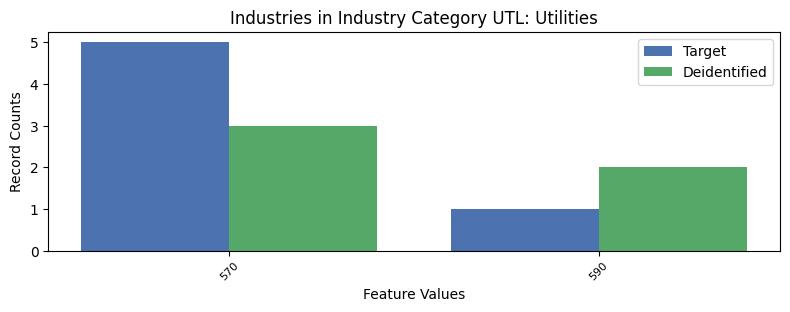 Industries in Industry Category UTL: Utilities
Target
Deidentified
Record Counts
5
4
3
2
1
0
570
590
Feature Values